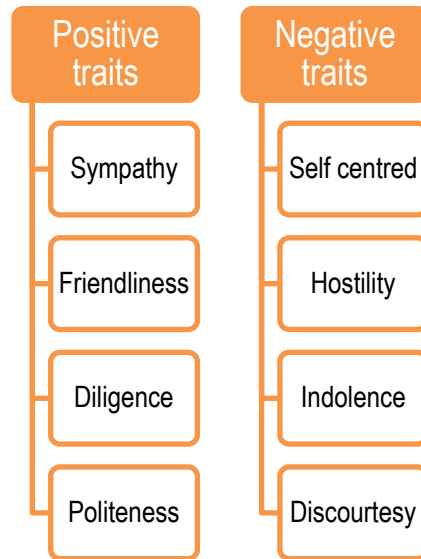 Positive
traits
Sympathy
Friendliness
Diligence
Politeness
Negative
traits
Self centred
Hostility
Indolence
Discourtesy